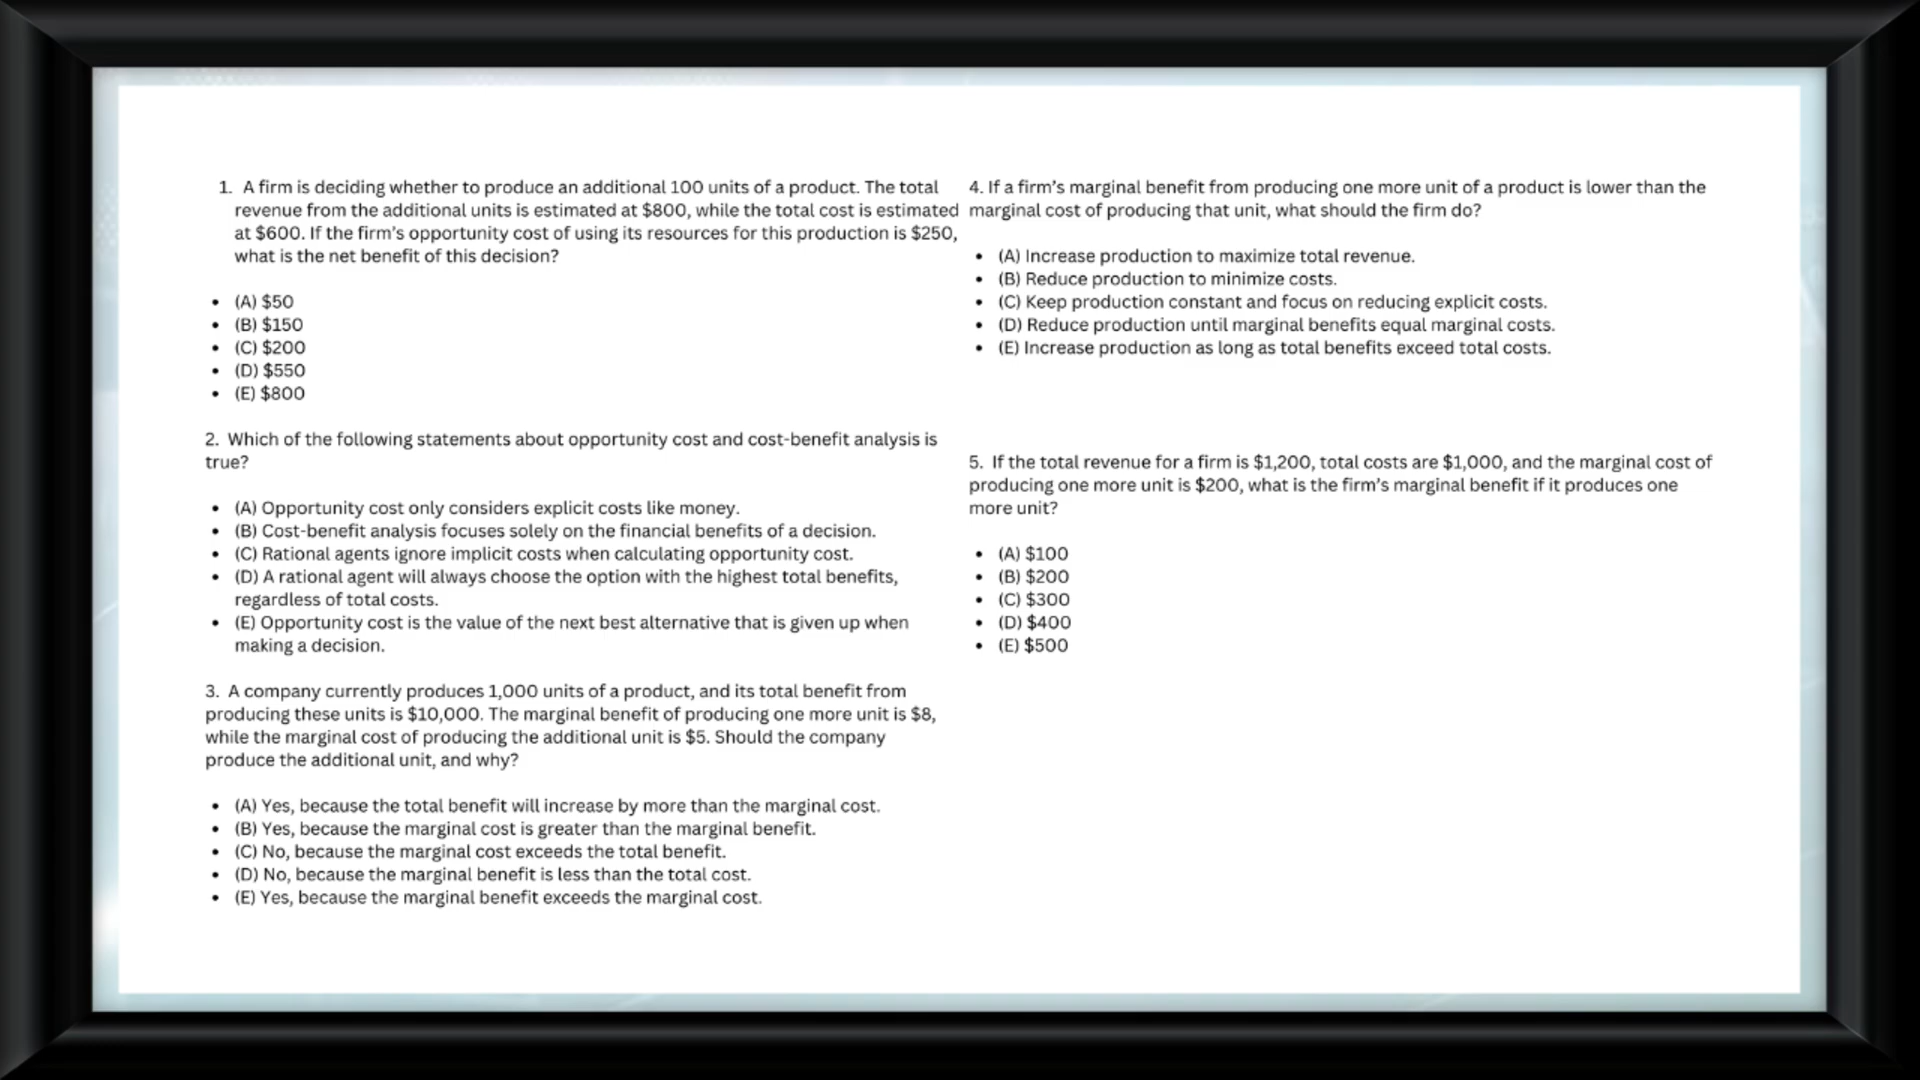 1. A firm is deciding whether to produce an additional 100 units of a product. The total
revenue from the additional units is estimated at $800, while the total cost is estimated
at $600. If the firm's opportunity cost of using its resources for this production is $250,
what is the net benefit of this decision?
• (A) $50
• (B) $150
• (C) $200
• (D) $550
• (E) $800
2. Which of the following statements about opportunity cost and cost-benefit analysis is
true?
• (A) Opportunity cost only considers explicit costs like money.
• (B) Cost-benefit analysis focuses solely on the financial benefits of a decision.
• (C) Rational agents ignore implicit costs when calculating opportunity cost.
• (D) A rational agent will always choose the option with the highest total benefits,
regardless of total costs.
• (E) Opportunity cost is the value of the next best alternative that is given up when
making a decision.
3. A company currently produces 1,000 units of a product, and its total benefit from
producing these units is $10,000. The marginal benefit of producing one more unit is $8,
while the marginal cost of producing the additional unit is $5. Should the company
produce the additional unit, and why?
• (A) Yes, because the total benefit will increase by more than the marginal cost.
• (B) Yes, because the marginal cost is greater than the marginal benefit.
• (C) No, because the marginal cost exceeds the total benefit.
• (D) No, because the marginal benefit is less than the total cost.
• (E) Yes, because the marginal benefit exceeds the marginal cost.
4. If a firm's marginal benefit from producing one more unit of a product is lower than the
marginal cost of producing that unit, what should the firm do?
• (A) Increase production to maximize total revenue.
• (B) Reduce production to minimize costs.
• (C) Keep production constant and focus on reducing explicit costs.
• (D) Reduce production until marginal benefits equal marginal costs.
• (E) Increase production as long as total benefits exceed total costs.
5. If the total revenue for a firm is $1,200, total costs are $1,000, and the marginal cost of
producing one more unit is $200, what is the firm's marginal benefit if it produces one
more unit?
• (A) $100
• (B) $200
• (C) $300
• (D) $400
• (E) $500